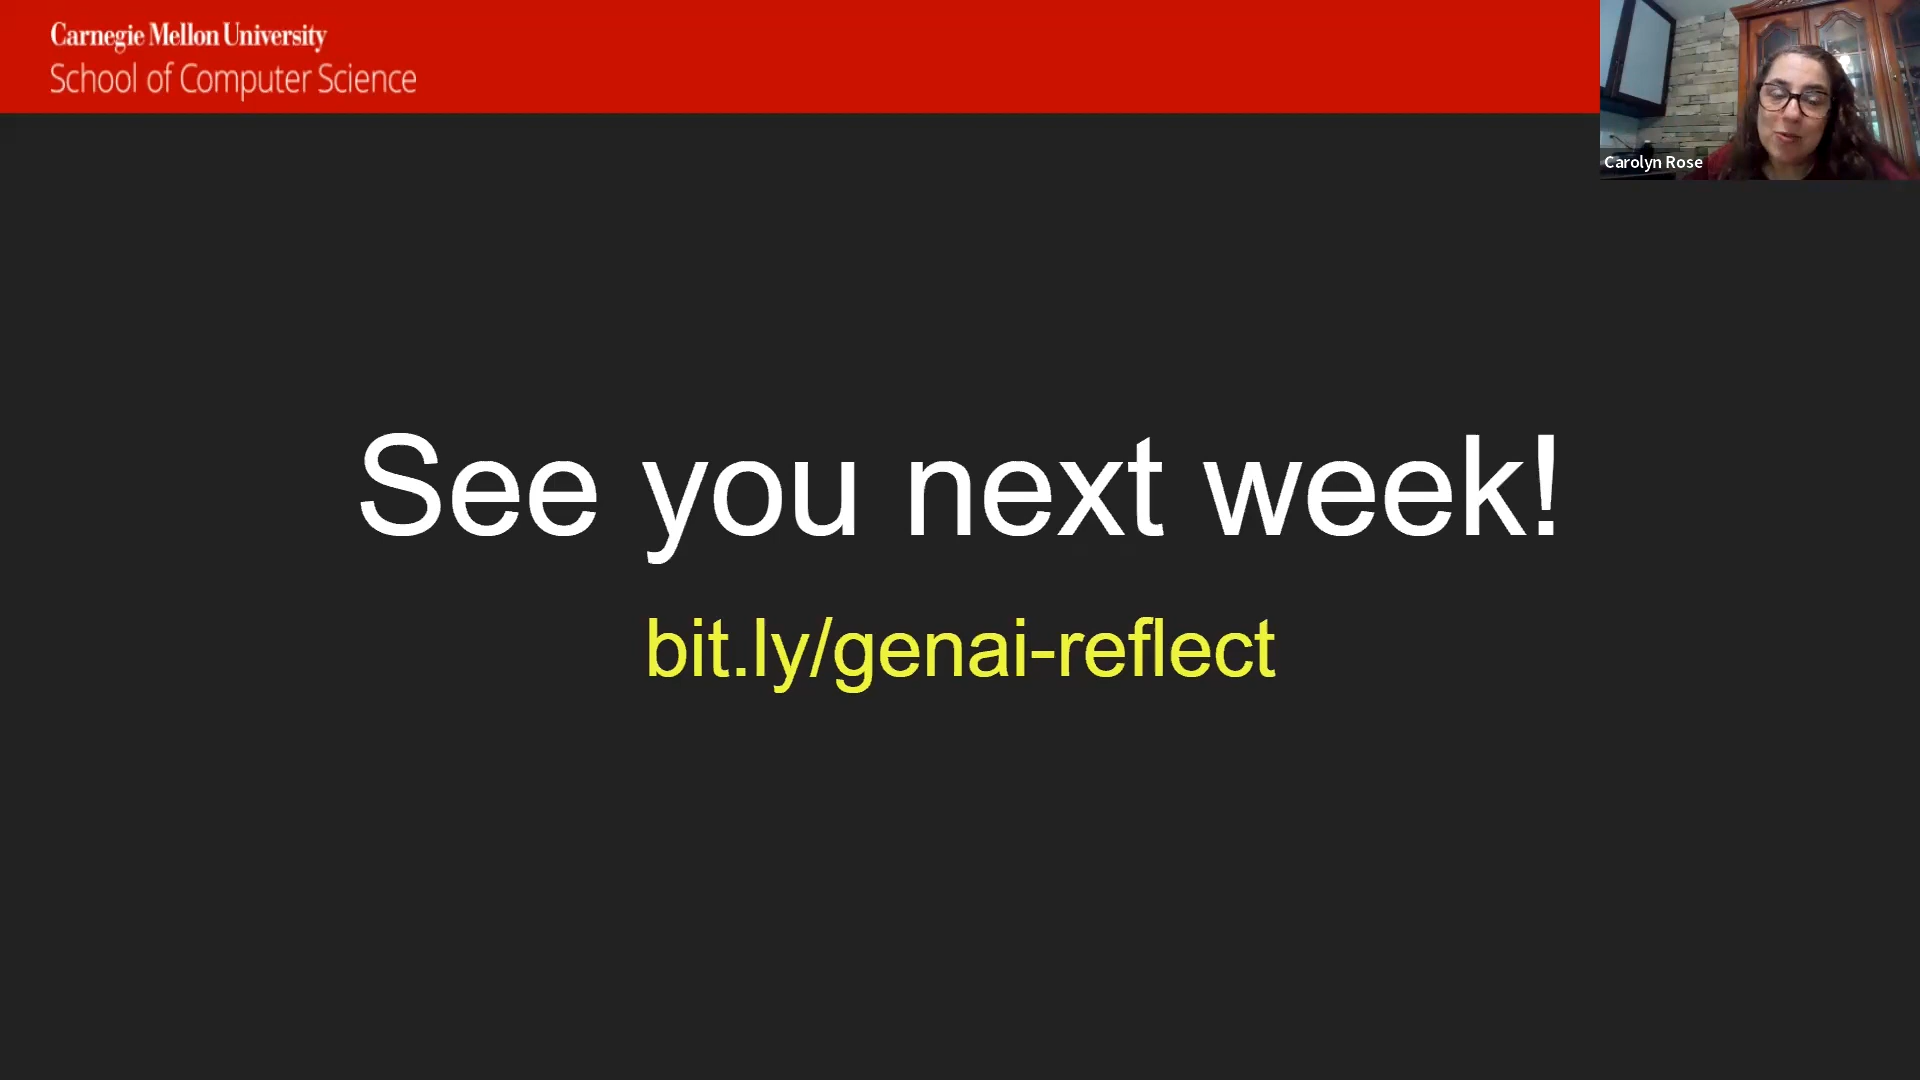 Carnegie Mellon University
School of Computer Science
Carolyn Rose
See you next week!
bit.ly/genai-reflect